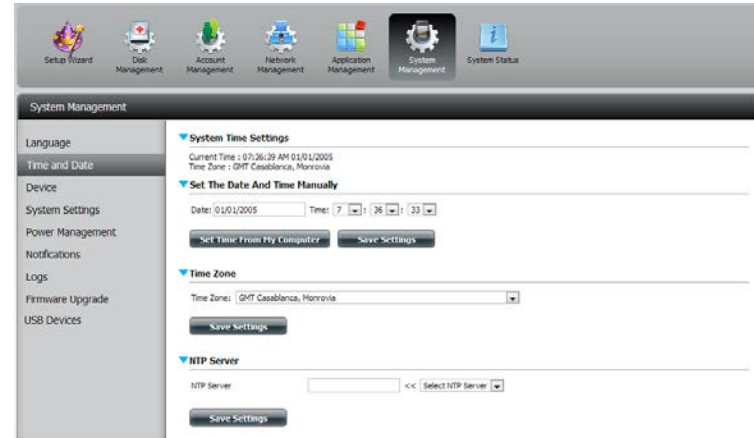 Setup Wizard
Disk Management
Account Management
Network Management
Application Management
System Management
System Status
System Management
Language
Time and Date
Device
System Settings
Power Management
Notifications
Logs
Firmware Upgrade
USB Devices
System Time Settings
Current Time : 07:36:39 AM 01/01/2005
Time Zone : GMT Casablanca, Monrovia
Set The Date And Time Manually
Date: 01/01/2005 Time: 7 : 36 : 33
Set Time From My Computer Save Settings
Time Zone
Time Zone: GMT Casablanca, Monrovia
Save Settings
NTP Server
NTP Server << Select NTP Server
Save Settings